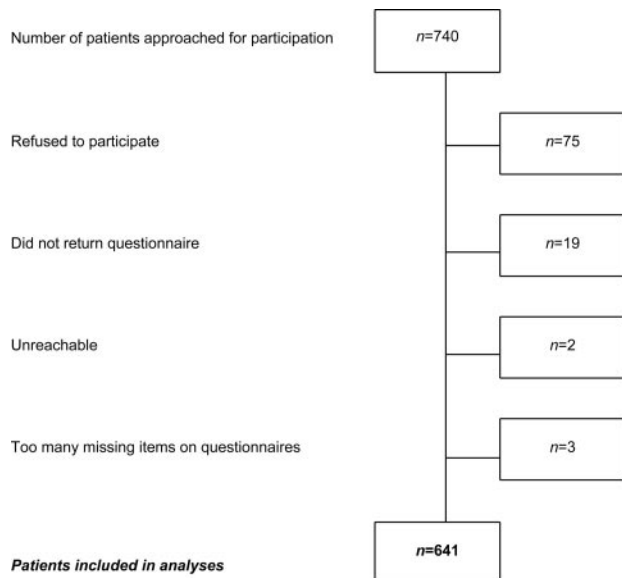 Number of patients approached for participation n=740
Refused to participate n=75
Did not return questionnaire n=19
Unreachable n=2
Too many missing items on questionnaires n=3
Patients included in analyses n=641